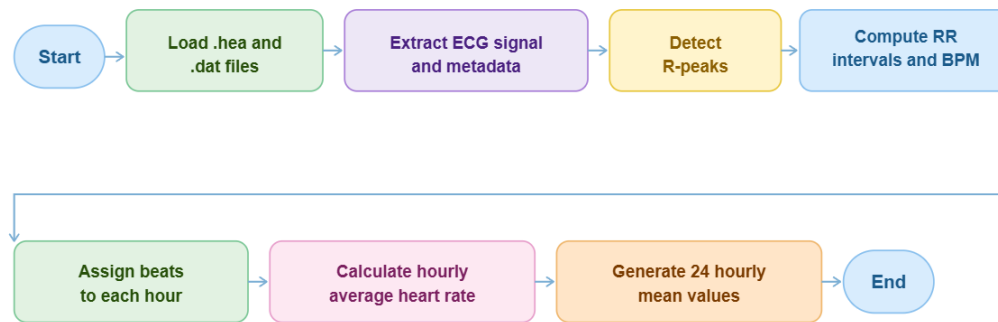 Start
Load .hea and
.dat files
Extract ECG signal
and metadata
Detect
R-peaks
Compute RR
intervals and BPM
Assign beats
to each hour
Calculate hourly
average heart rate
Generate 24 hourly
mean values
End